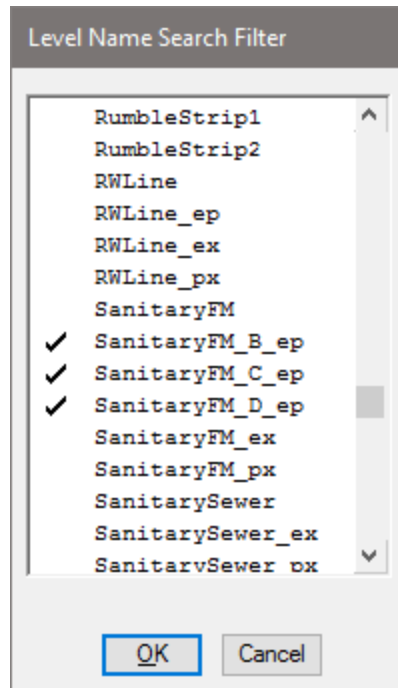 Level Name Search Filter
RumbleStrip1
RumbleStrip2
RWLine
RWLine_ep
RWLine_ex
RWLine_px
SanitaryFM
SanitaryFM_B_ep
SanitaryFM_C_ep
SanitaryFM_D_ep
SanitaryFM_ex
SanitaryFM_px
SanitarySewer
SanitarySewer_ex
SanitarySewer_px
OK Cancel